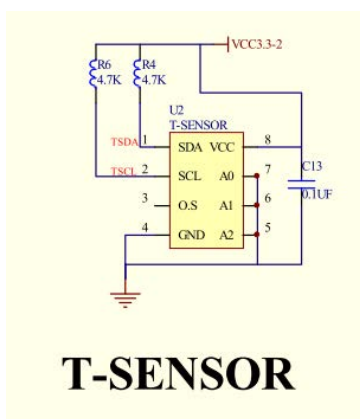 VCC3.3-2
R6
4.7K
R4
4.7K
U2
T-SENSOR
TSDA 1 SDA VCC 8
TSCL 2 SCL A0 7
3 O.S A1 6
4 GND A2 5
C13
0.1UF
T-SENSOR